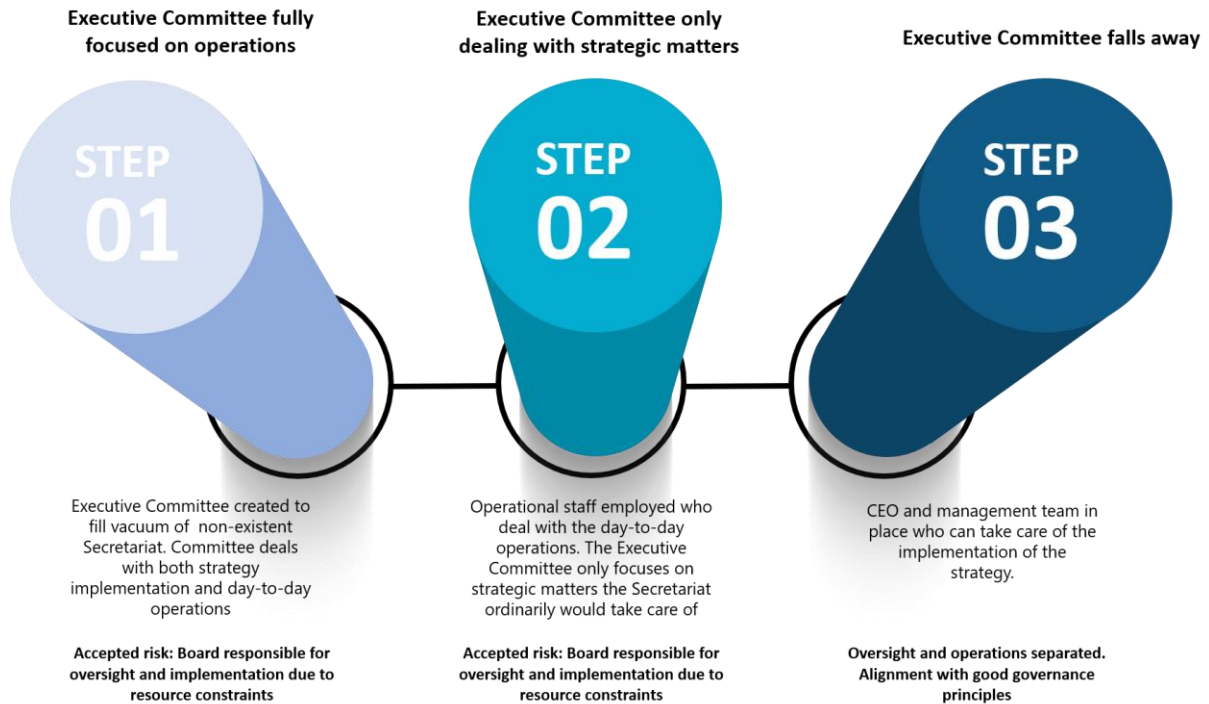 Executive Committee fully
focused on operations
STEP
01
Executive Committee created to
fill vacuum of non-existent
Secretariat. Committee deals
with both strategy
implementation and day-to-day
operations
Accepted risk: Board responsible for
oversight and implementation due to
resource constraints
Executive Committee only
dealing with strategic matters
STEP
02
Operational staff employed who
deal with the day-to-day
operations. The Executive
Committee only focuses on
strategic matters the Secretariat
ordinarily would take care of
Accepted risk: Board responsible for
oversight and implementation due to
resource constraints
Executive Committee falls away
STEP
03
CEO and management team in
place who can take care of the
implementation of the
strategy.
Oversight and operations separated.
Alignment with good governance
principles